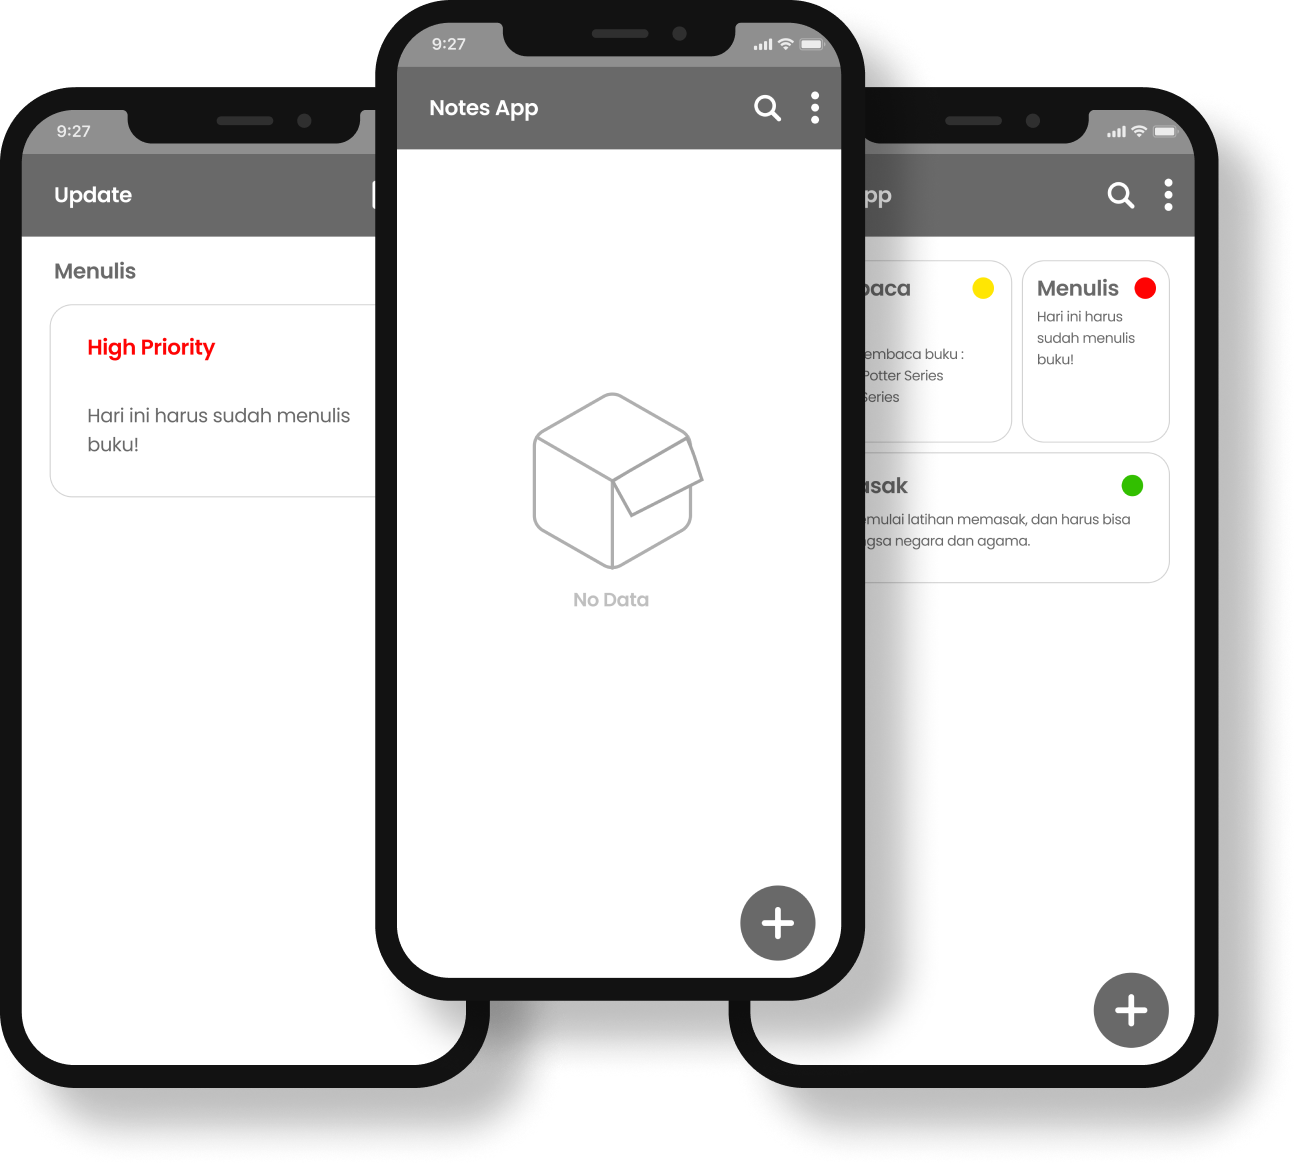 9:27
Update
Menulis
High Priority
Hari ini harus sudah menulis
buku!
9:27
Notes App
No Data
pp
baca
embaca buku :
Potter Series
Series
Menulis
Hari ini harus
sudah menulis
buku!
asak
emulai latihan memasak, dan harus bisa
gsa negara dan agama.